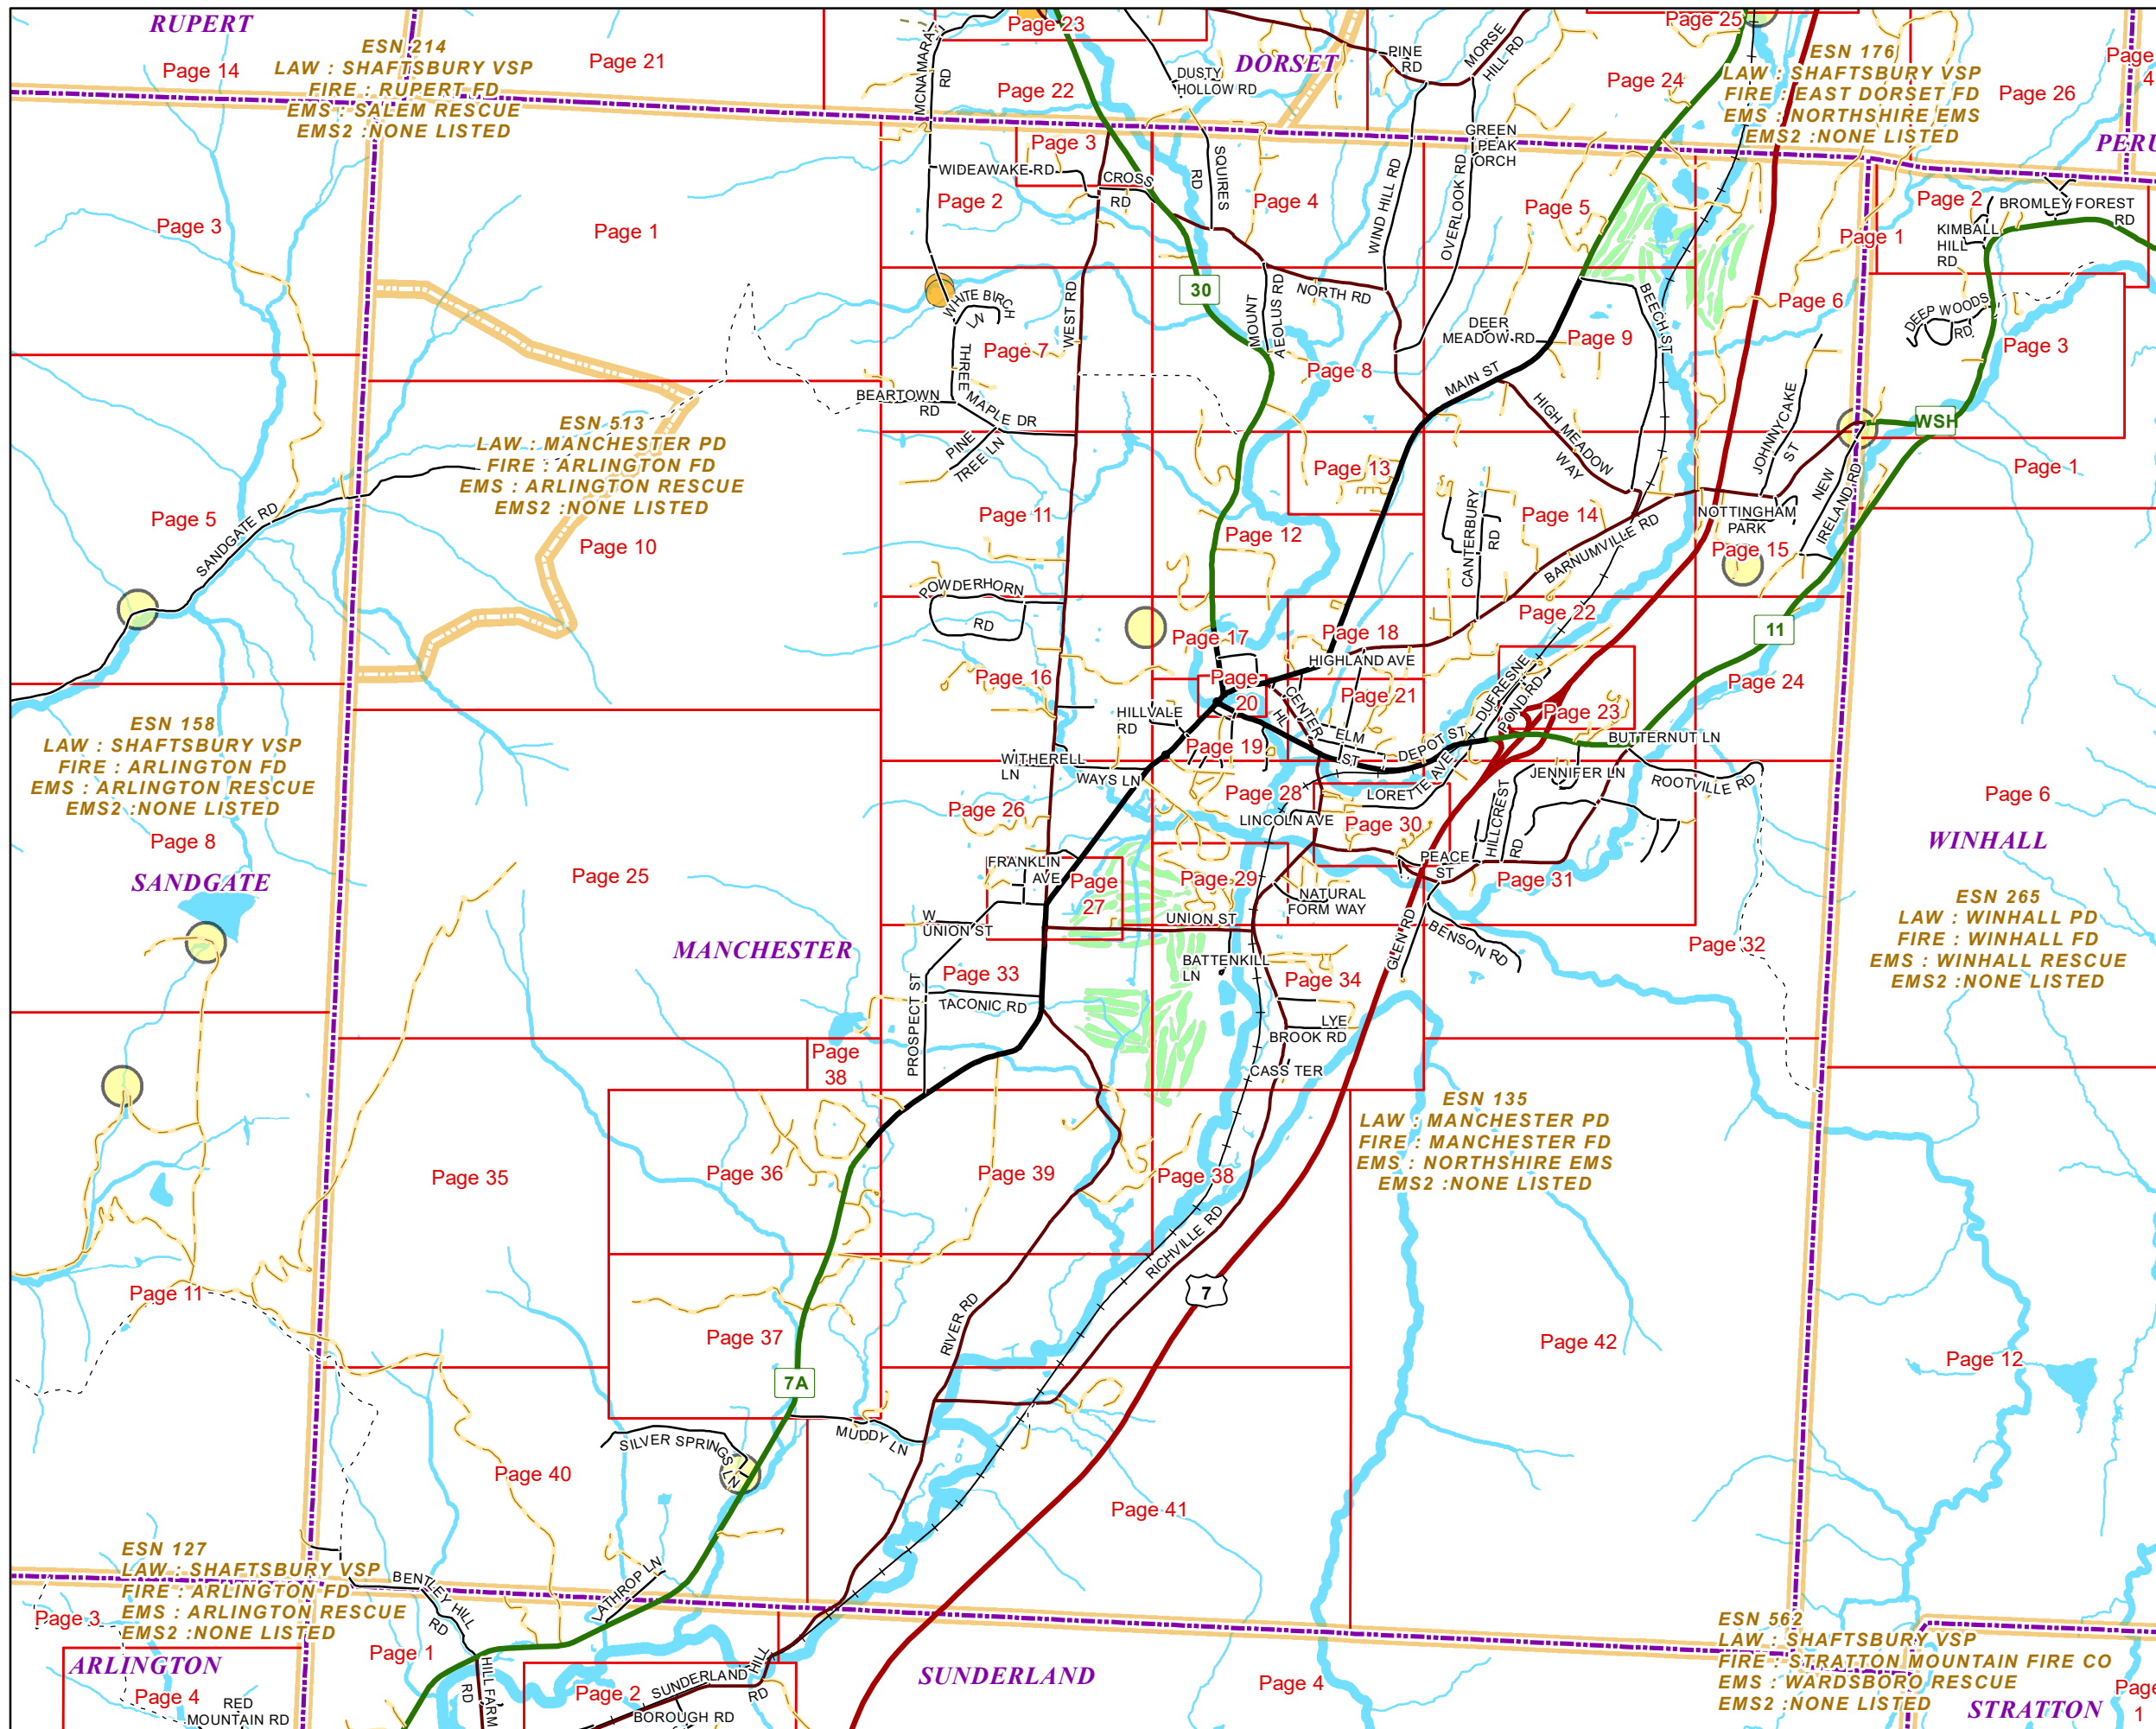 RUPERT
Page 14
ESN 214
LAW : SHAFTSBURY VSP
FIRE : RUPERT FD
EMS : SALEM RESCUE
EMS2 :NONE LISTED
Page 21
MCNAMARA
RD
Page 23
Page 22
DUSTY
HOLLOW RD
DORSET
PINE
RD
MORSE
HILL RD
Page 25
Page 24
ESN 176
LAW : SHAFTSBURY VSP
FIRE : EAST DORSET FD
EMS : NORTHSHIRE EMS
EMS2 :NONE LISTED
Page 26
Page
4
PERU
Page 3
Page 1
Page 3
WIDEAWAKE RD
Page 2
CROSS
RD
SQUIRES
RD
Page 4
WIND HILL RD
OVERLOOK RD
GREEN
PEAK
ORCH
Page 5
Page 1
Page 2
BROMLEY FOREST
RD
KIMBALL
HILL
RD
WHITE BIRCH
LN
THREE
MAPLE DR
Page 7
WEST RD
30
MOUNT
AEOLUS RD
NORTH RD
Page 8
DEER
MEADOW RD
MAIN ST
Page 9
BEECH ST
Page 6
DEEP WOODS
RD
Page 3
WSH
BEARTOWN
RD
PINE
TREE LN
HIGH MEADOW
WAY
JOHNNYCAKE
ST
NEW
IRELAND RD
Page 1
ESN 513
LAW : MANCHESTER PD
FIRE : ARLINGTON FD
EMS : ARLINGTON RESCUE
EMS2 :NONE LISTED
Page 5
SANDGATE RD
Page 10
Page 11
Page 12
Page 13
CANTERBURY
RD
Page 14
BARNUMVILLE RD
NOTTINGHAM
PARK
Page 15
POWDERHORN
RD
Page 16
Page 17
Page 18
HIGHLAND AVE
Page 22
11
Page
20
Page 21
CENTER
HL
ELM
ST
DEPOT ST
DUFRESNE
POND RD
Page 23
Page 24
HILLVALE
RD
Page 19
BUTTERNUT LN
ESN 158
LAW : SHAFTSBURY VSP
FIRE : ARLINGTON FD
EMS : ARLINGTON RESCUE
EMS2 :NONE LISTED
Page 8
SANDGATE
WITHERELL
LN
WAYS LN
Page 26
Page 28
LORETTE AVE
JENNIFER LN
ROOTVILLE RD
LINCOLN AVE
Page 30
HILLCREST
RD
Page 6
WINHALL
Page 25
FRANKLIN
AVE
Page
27
Page 29
NATURAL
FORM WAY
PEACE
ST
Page 31
ESN 265
LAW : WINHALL PD
FIRE : WINHALL FD
EMS : WINHALL RESCUE
EMS2 :NONE LISTED
MANCHESTER
W
UNION ST
UNION ST
BATTENKILL
LN
GLEN RD
BENSON RD
Page 32
Page 33
PROSPECT ST
TACONIC RD
Page 34
LYE
BROOK RD
Page
38
CASS TER
ESN 135
LAW : MANCHESTER PD
FIRE : MANCHESTER FD
EMS : NORTHSHIRE EMS
EMS2 :NONE LISTED
Page 35
Page 36
Page 39
Page 38
RICHVILLE RD
7
Page 11
Page 37
RIVER RD
Page 42
Page 12
7A
SILVER SPRINGS LN
MUDDY LN
Page 40
Page 41
ESN 127
LAW : SHAFTSBURY VSP
FIRE : ARLINGTON FD
EMS : ARLINGTON RESCUE
EMS2 :NONE LISTED
Page 3
BENTLEY HILL
RD
LATHROP LN
Page 1
ARLINGTON
Page 4
RED
MOUNTAIN RD
HILL FARM
RD
Page 2
SUNDERLAND
HILL
RD
BOROUGH RD
SUNDERLAND
Page 4
ESN 562
LAW : SHAFTSBURY VSP
FIRE : STRATTON MOUNTAIN FIRE CO
EMS : WARDSBORO RESCUE
EMS2 :NONE LISTED
STRATTON
Page
1